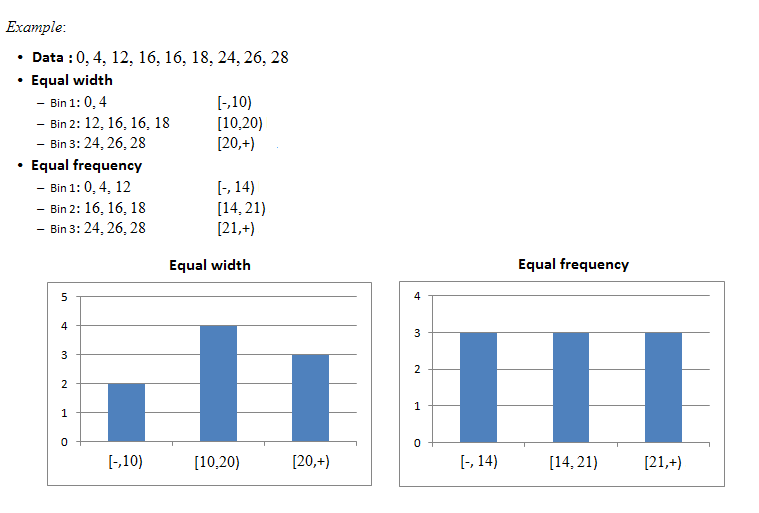 Example:
• Data : 0, 4, 12, 16, 16, 18, 24, 26, 28
• Equal width
– Bin 1: 0, 4 [-,10)
– Bin 2: 12, 16, 16, 18 [10,20)
– Bin 3: 24, 26, 28 [20,+)
• Equal frequency
– Bin 1: 0, 4, 12 [-, 14)
– Bin 2: 16, 16, 18 [14, 21)
– Bin 3: 24, 26, 28 [21,+)
Equal width
5
4
3
2
1
0
[-,10) [10,20) [20,+)
Equal frequency
4
3
2
1
0
[-, 14) [14, 21) [21,+)